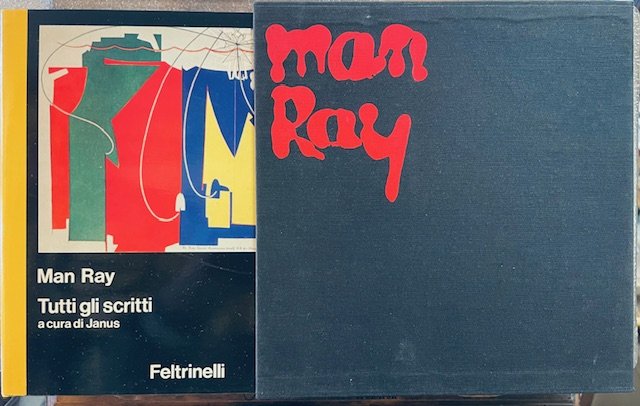 Man Ray
Tutti gli scritti
a cura di Janus
Feltrinelli
man
Ray